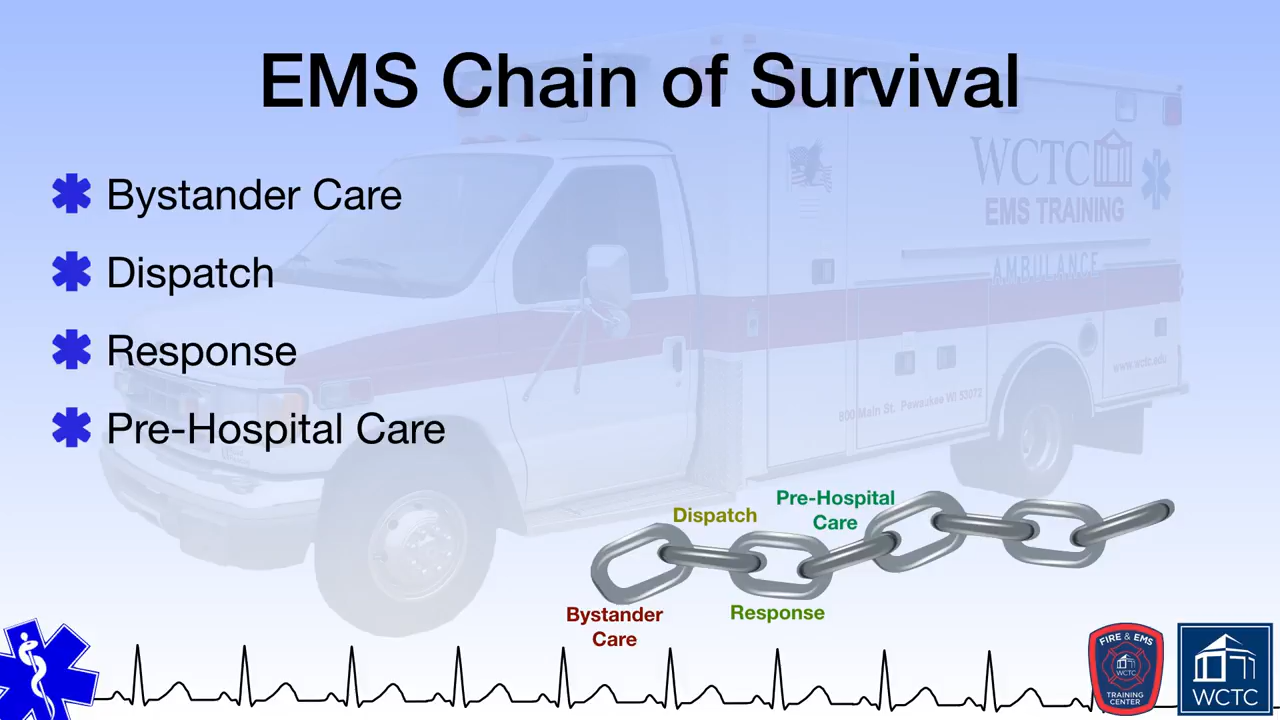 EMS Chain of Survival
Bystander Care
Dispatch
Response
Pre-Hospital Care
WCTC
EMS TRAINING
AMBULANCE
www.wctc.edu
800 Main St. Pewaukee WI 53072
Pre-Hospital
Care
Dispatch
Bystander
Care
Response
FIRE & EMS
WCTC
TRAINING
CENTER
WCTC